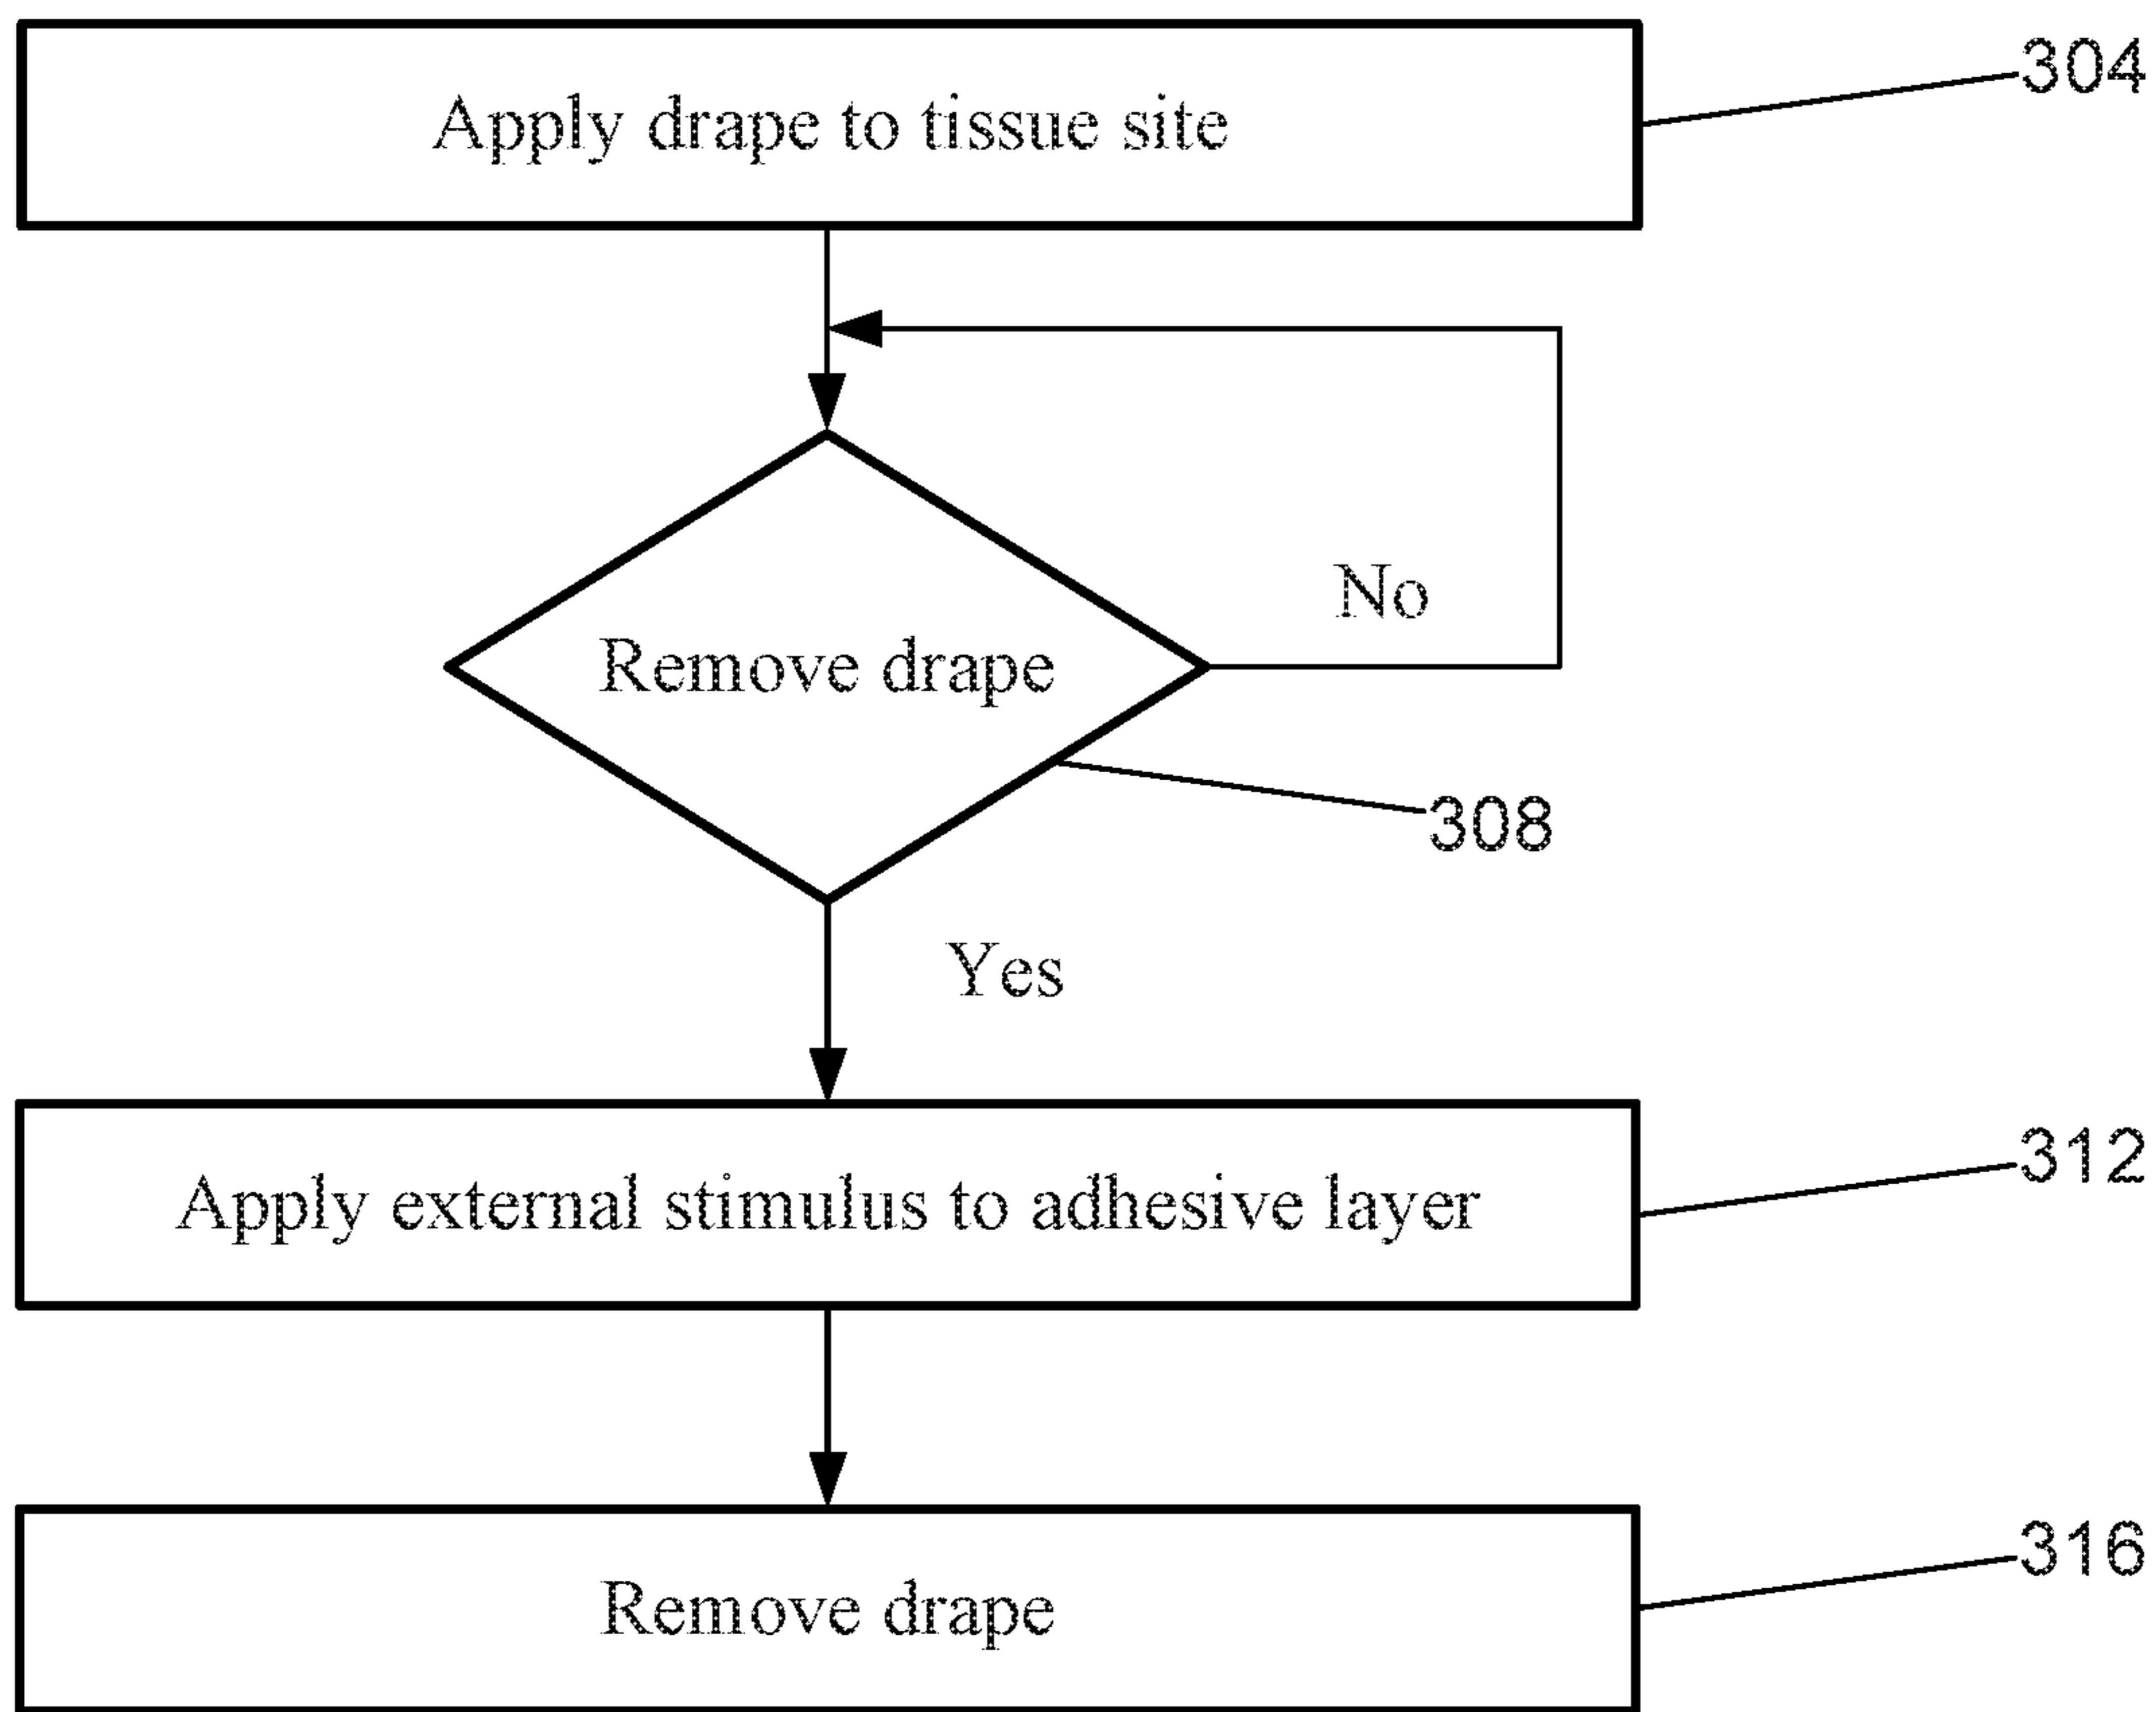 Apply drape to tissue site
304
No
Remove drape
308
Yes
Apply external stimulus to adhesive layer
312
Remove drape
316